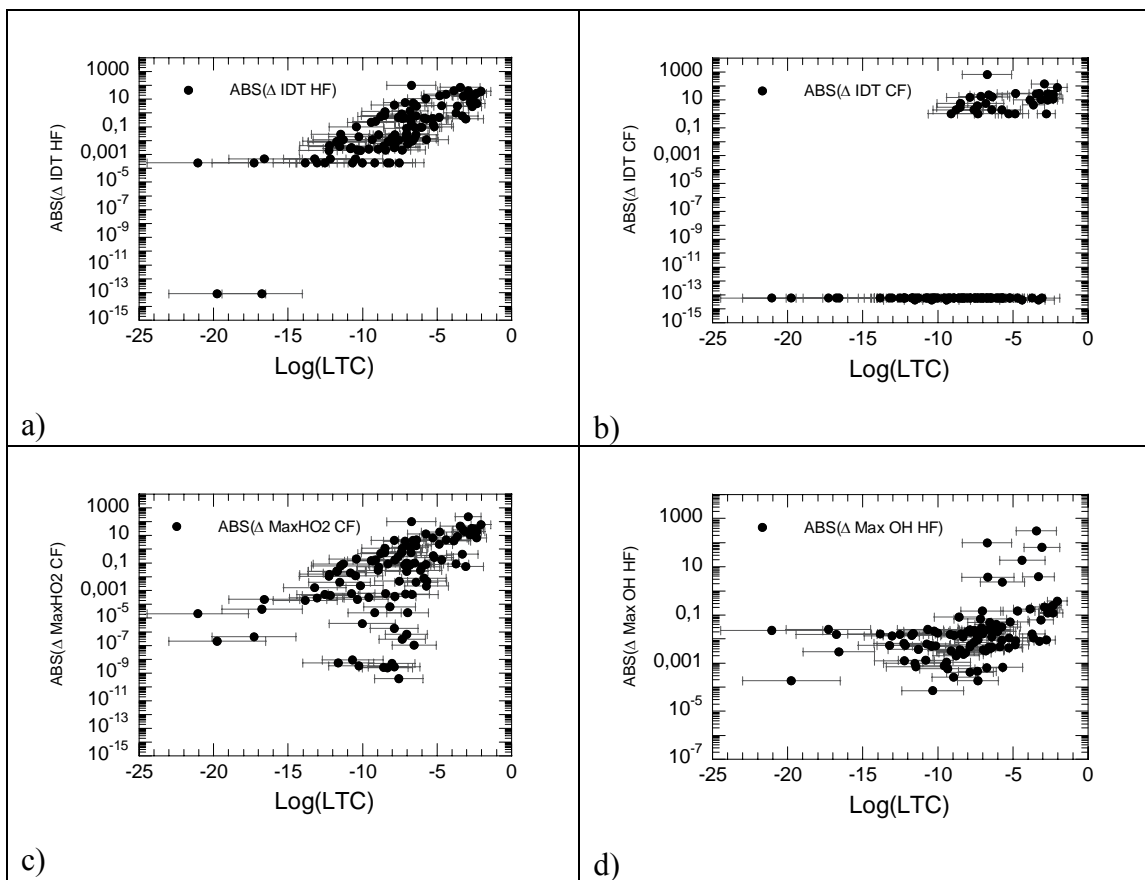 1000
10
0,1
0,001
10-5
10-7
10-9
10-11
10-13
10-15
ABS(Δ IDT HF)
ABS(Δ IDT HF)
-25 -20 -15 -10 -5 0
Log(LTC)
a)
1000
10
0,1
0,001
10-5
10-7
10-9
10-11
10-13
10-15
ABS(Δ IDT CF)
ABS(Δ IDT CF)
-25 -20 -15 -10 -5 0
Log(LTC)
b)
1000
10
0,1
0,001
10-5
10-7
10-9
10-11
10-13
10-15
ABS(Δ MaxHO2 CF)
ABS(Δ MaxHO2 CF)
-25 -20 -15 -10 -5 0
Log(LTC)
c)
1000
10
0,1
0,001
10-5
10-7
ABS(Δ Max OH HF)
ABS(Δ Max OH HF)
-25 -20 -15 -10 -5 0
Log(LTC)
d)